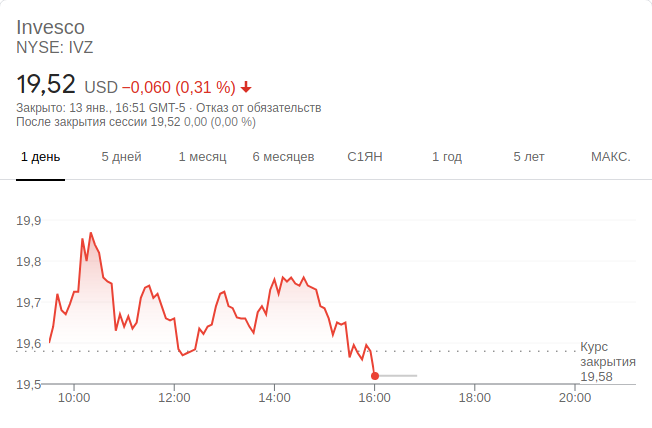 Invesco
NYSE: IVZ
19,52 USD −0,060 (0,31 %)
Закрыто: 13 янв., 16:51 GMT-5 · Отказ от обязательств
После закрытия сессии 19,52 0,00 (0,00 %)
1 день 5 дней 1 месяц 6 месяцев С1ЯН 1 год 5 лет МАКС.
19,9
19,8
19,7
19,6
Курс
закрытия
19,58
19,5
10:00 12:00 14:00 16:00 18:00 20:00